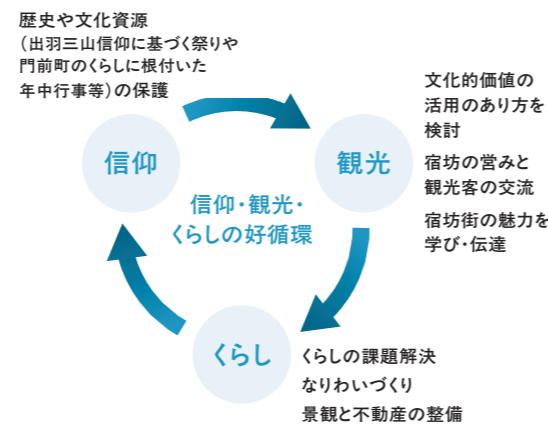 歴史や文化資源
（出羽三山信仰に基づく祭りや
門前町のくらしに根付いた
年中行事等）の保護
信仰
観光
文化的価値の
活用のあり方を
検討
宿坊の営みと
観光客の交流
宿坊街の魅力を
学び・伝達
信仰・観光・
くらしの好循環
くらし
くらしの課題解決
なりわいづくり
景観と不動産の整備